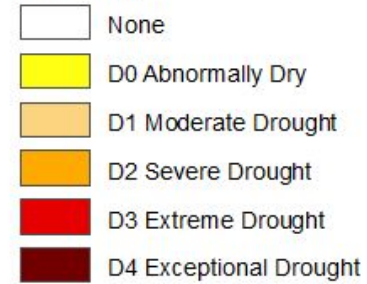 None
D0 Abnormally Dry
D1 Moderate Drought
D2 Severe Drought
D3 Extreme Drought
D4 Exceptional Drought